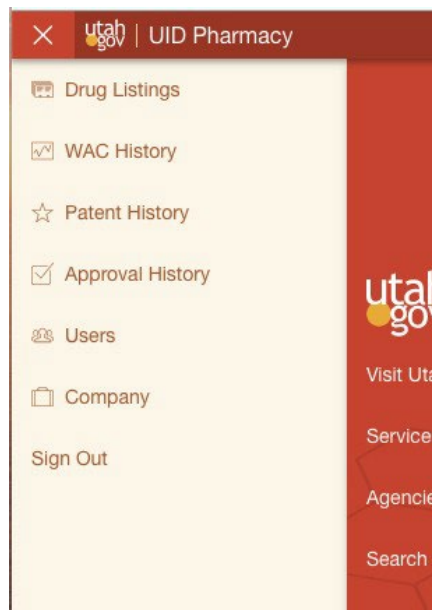 utah gov | UID Pharmacy
Drug Listings
WAC History
Patent History
Approval History
Users
Company
Sign Out
utah
gov
Visit Uta
Service
Agencie
Search